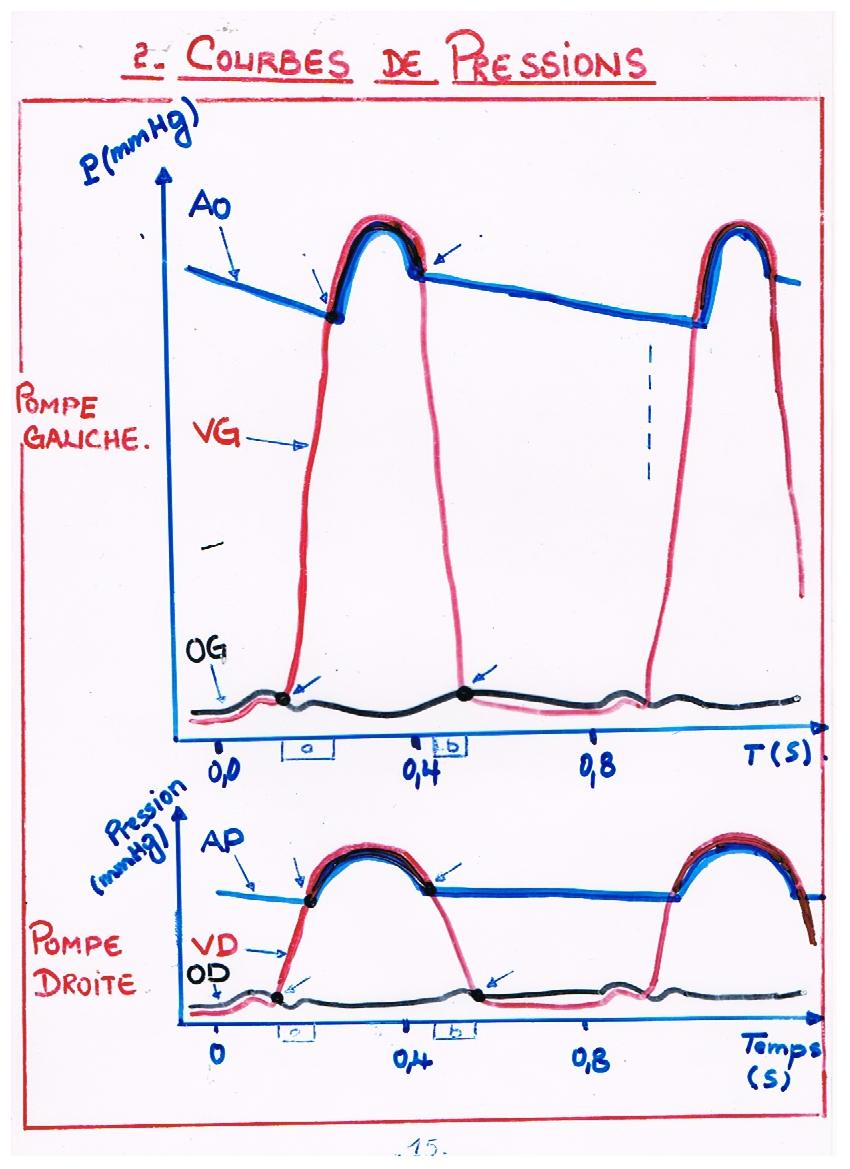 2. COURBES DE PRESSIONS
P(mmHg)
AO
POMPE
GAUCHE.
VG
OG
a
b
0,0
0,4
0,8
T(S).
Pression
(mmHg)
AP
POMPE
DROITE
VD
OD
a
b
0
0,4
0,8
Temps
(S)
.15.